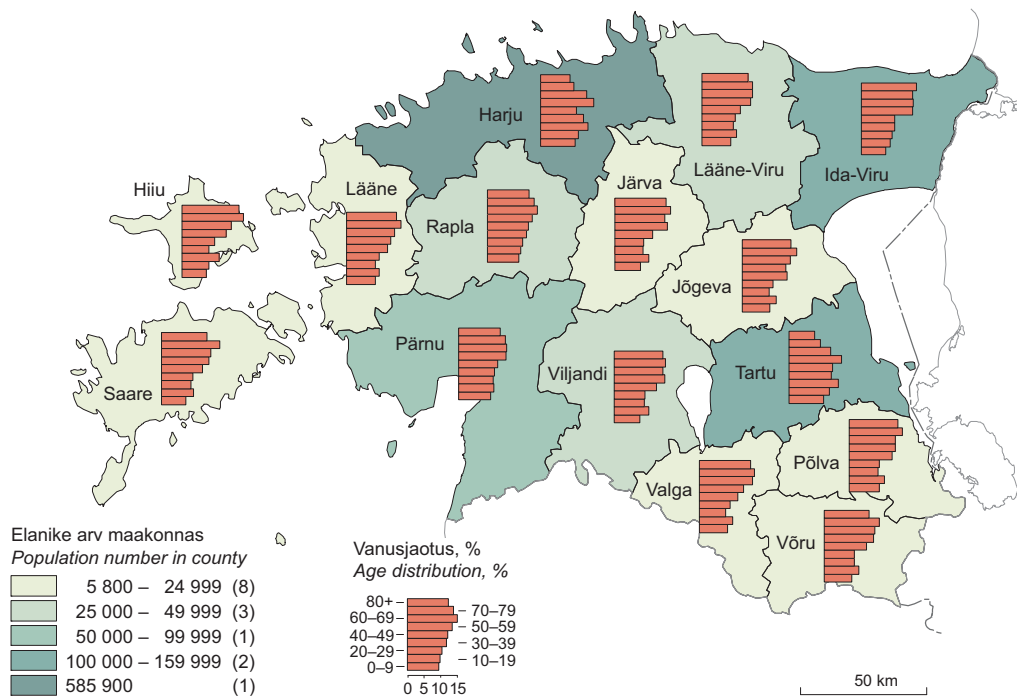 Harju
Lääne-Viru
Ida-Viru
Hiiu
Lääne
Rapla
Järva
Jõgeva
Saare
Pärnu
Viljandi
Tartu
Valga
Põlva
Võru
Elanike arv maakonnas
Population number in county
5 800 – 24 999 (8)
25 000 – 49 999 (3)
50 000 – 99 999 (1)
100 000 – 159 999 (2)
585 900 (1)
Vanusjaotus, %
Age distribution, %
80+
70–79
60–69
50–59
40–49
30–39
20–29
10–19
0–9
0 5 10 15
50 km